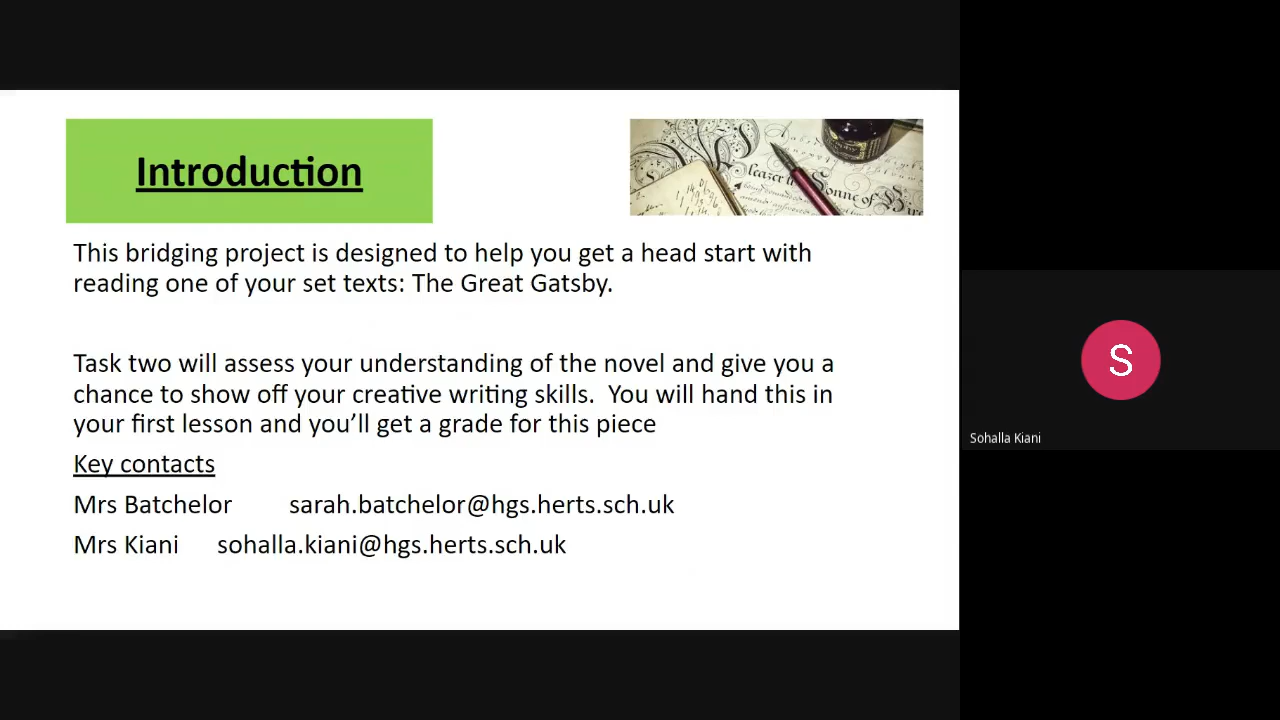 Introduction
This bridging project is designed to help you get a head start with
reading one of your set texts: The Great Gatsby.
Task two will assess your understanding of the novel and give you a
chance to show off your creative writing skills.  You will hand this in
your first lesson and you’ll get a grade for this piece
Key contacts
Mrs Batchelor sarah.batchelor@hgs.herts.sch.uk
Mrs Kiani sohalla.kiani@hgs.herts.sch.uk
S
Sohalla Kiani